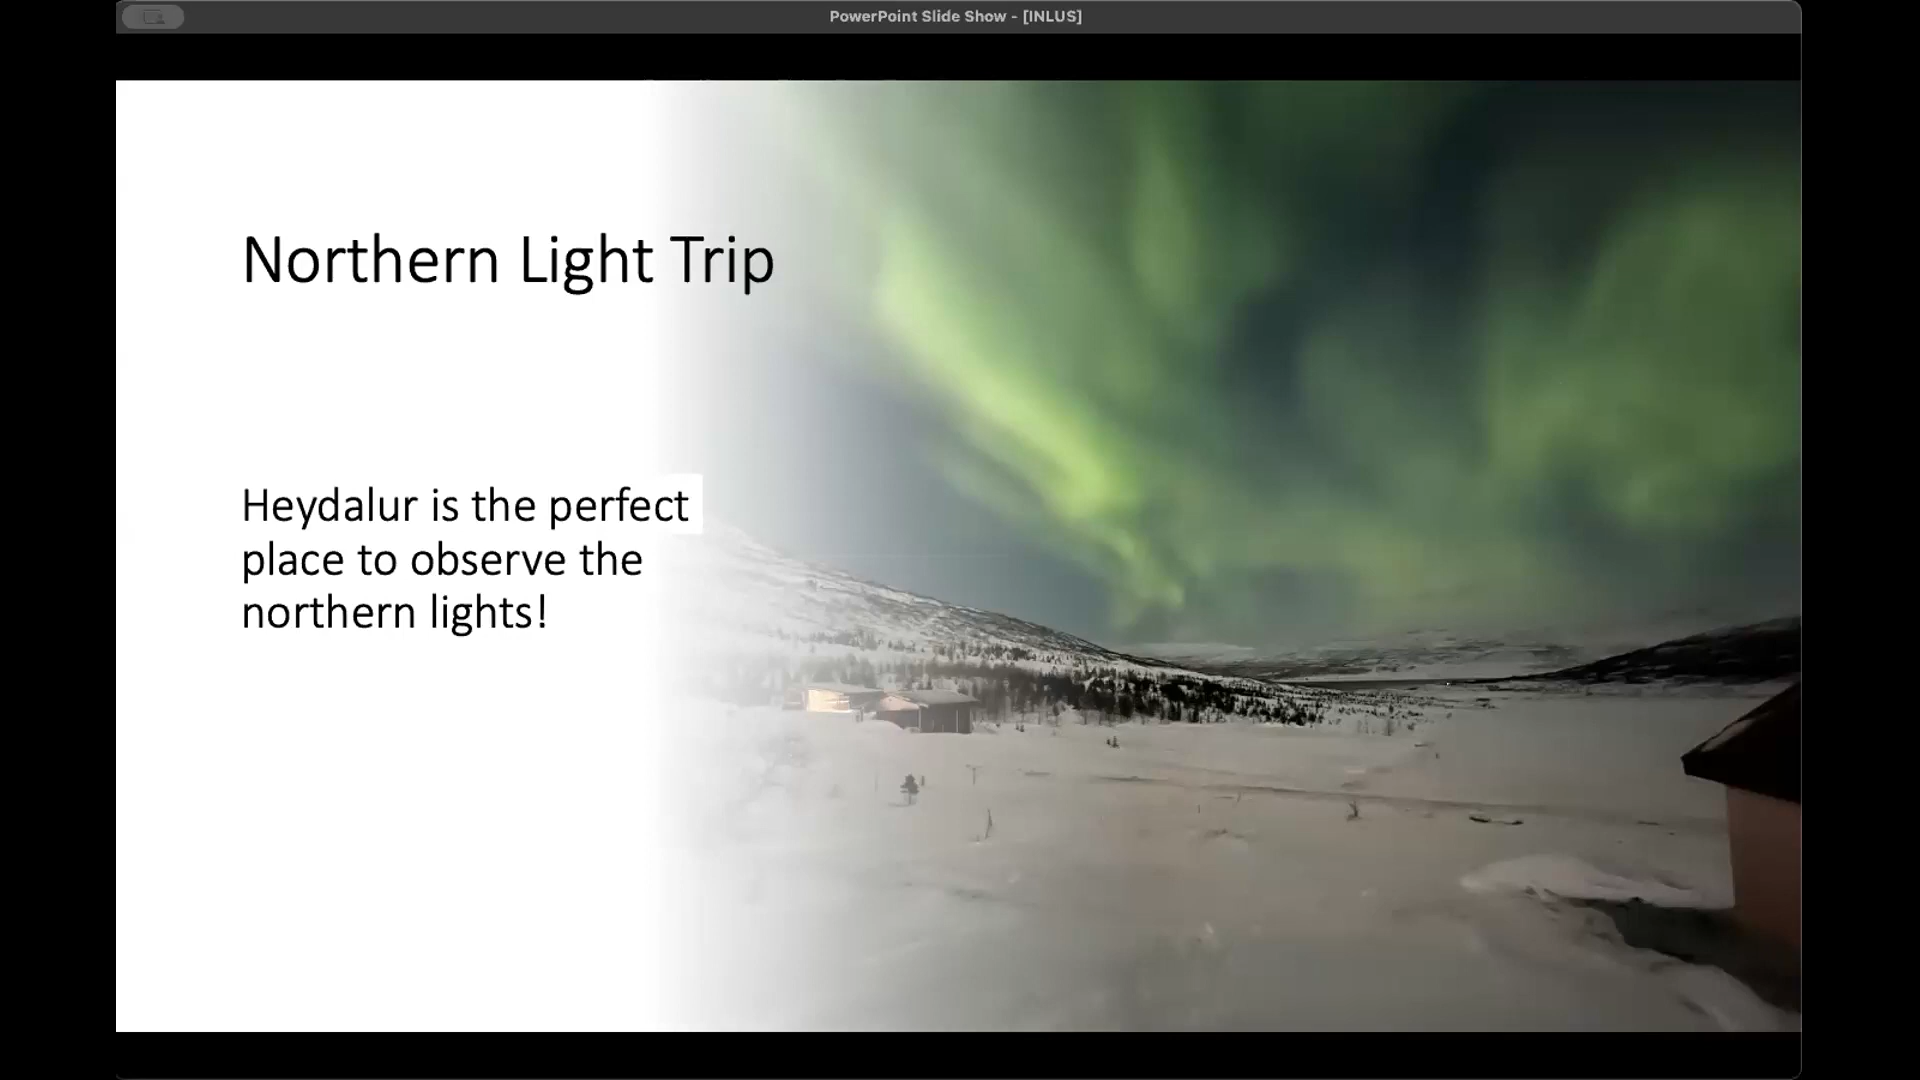 PowerPoint Slide Show - [INLUS]
Northern Light Trip
Heydalur is the perfect
place to observe the
northern lights!